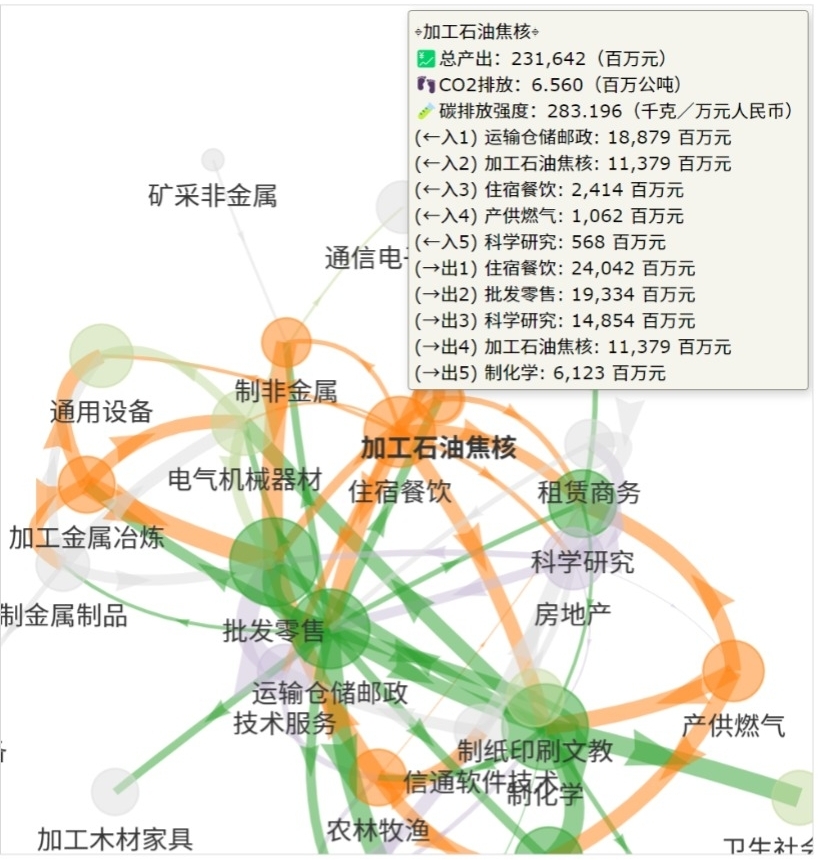 ÷加工石油焦核÷
总产出：231,642（百万元）
CO2排放：6.560（百万公吨）
碳排放强度：283.196（千克／万元人民币）
(←入1) 运输仓储邮政: 18,879 百万元
(←入2) 加工石油焦核: 11,379 百万元
(←入3) 住宿餐饮: 2,414 百万元
(←入4) 产供燃气: 1,062 百万元
(←入5) 科学研究: 568 百万元
(→出1) 住宿餐饮: 24,042 百万元
(→出2) 批发零售: 19,334 百万元
(→出3) 科学研究: 14,854 百万元
(→出4) 加工石油焦核: 11,379 百万元
(→出5) 制化学: 6,123 百万元
矿采非金属
通信电
制非金属
通用设备
加工石油焦核
电气机械器材
住宿餐饮
租赁商务
加工金属冶炼
科学研究
制金属制品
房地产
批发零售
运输仓储邮政
技术服务
产供燃气
制纸印刷文教
信通软件技术
制化学
农林牧渔
加工木材家具
卫生社会